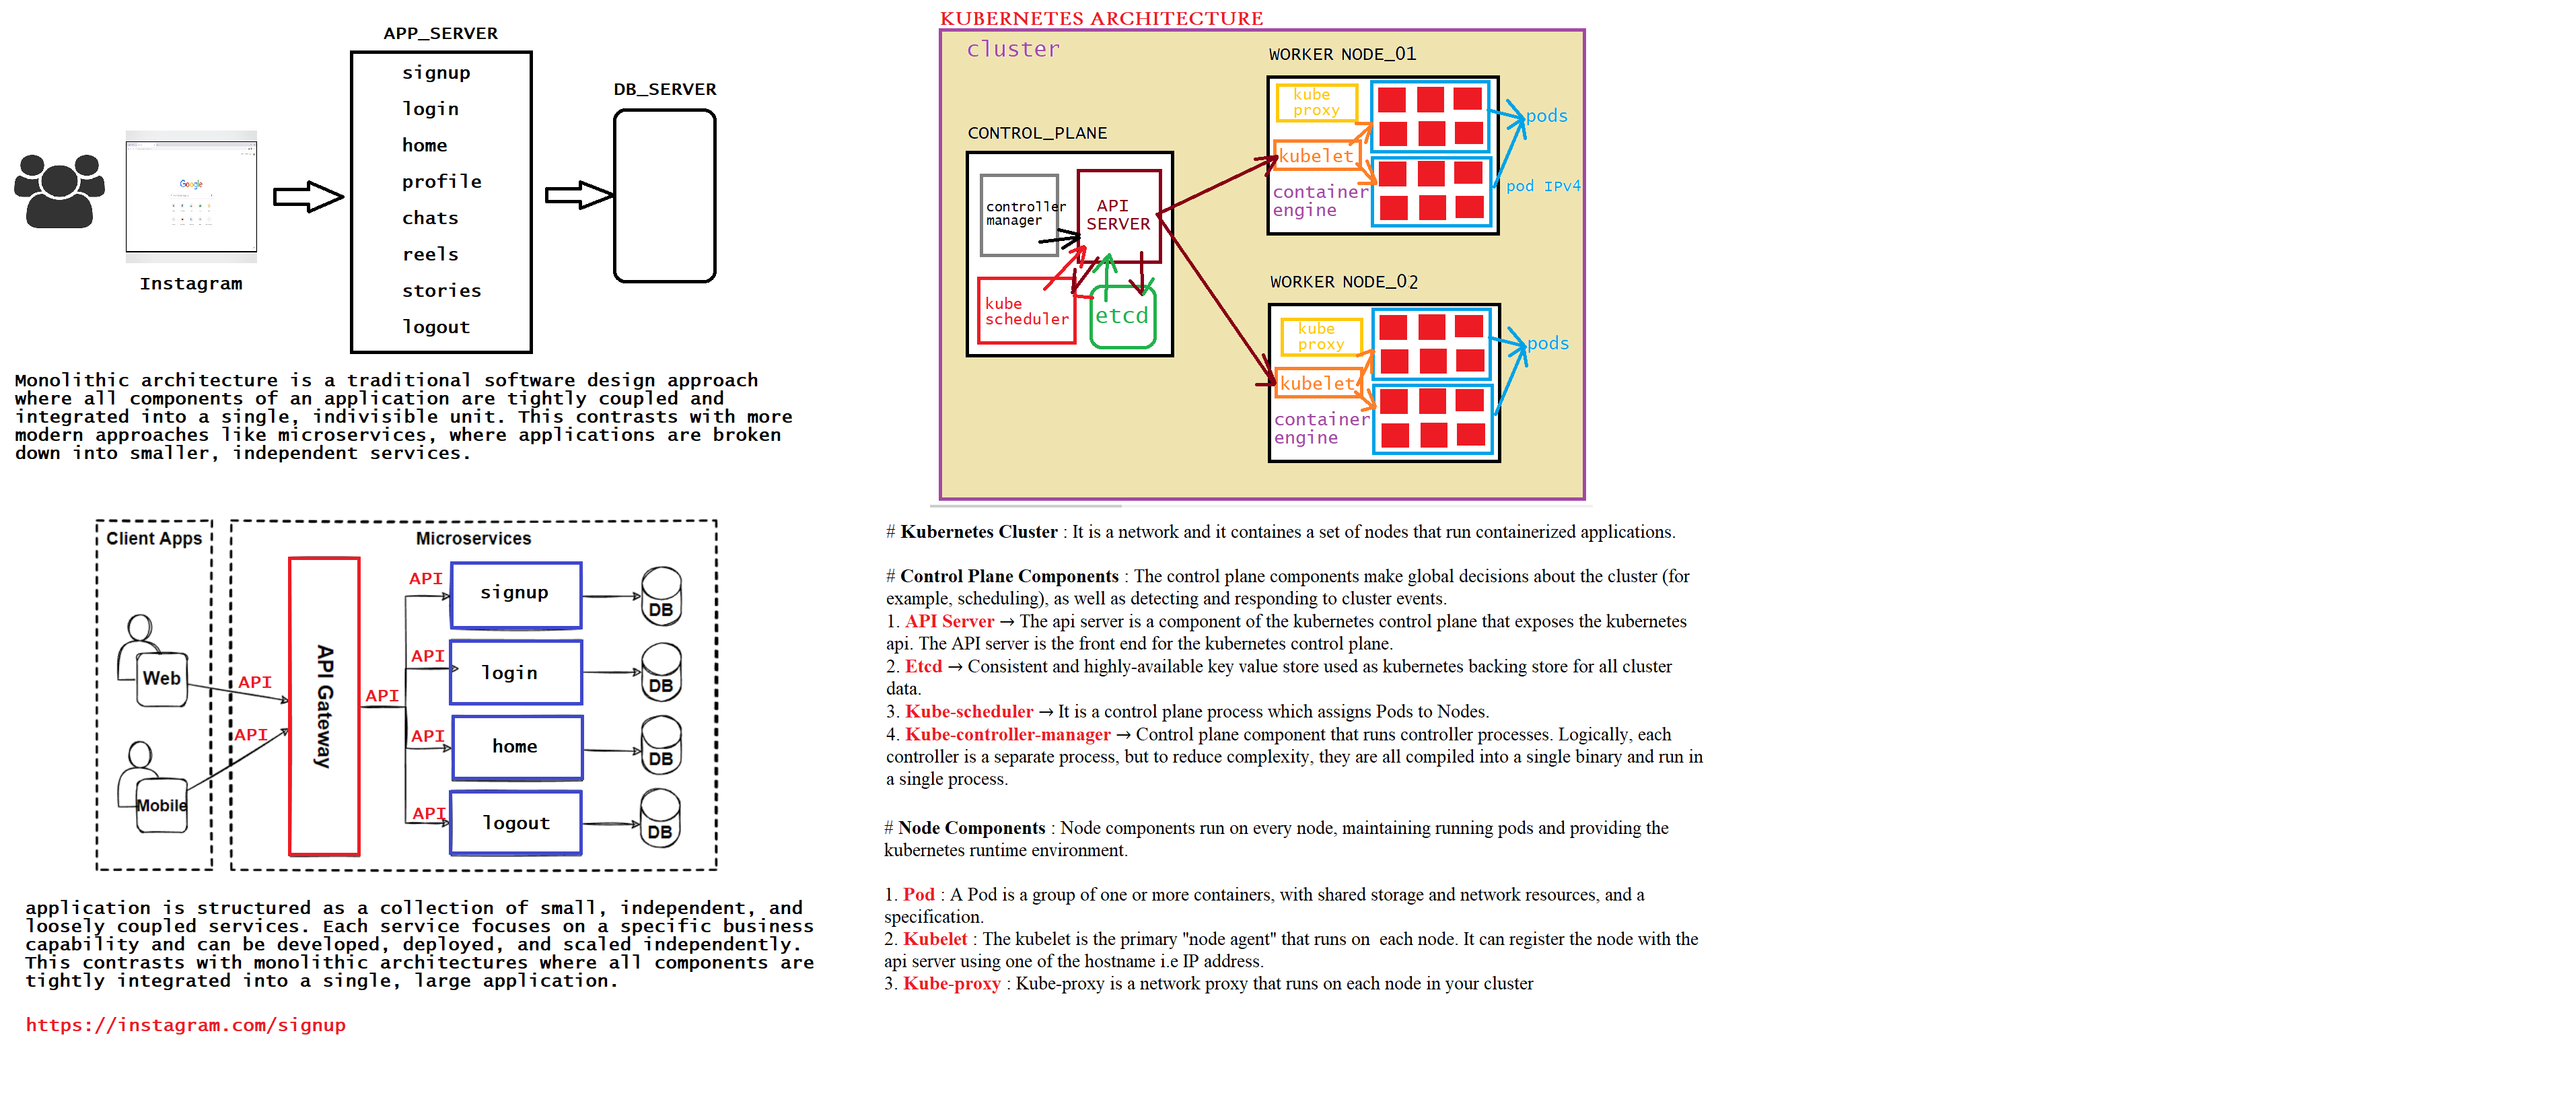 APP_SERVER
signup
login
home
profile
chats
reels
stories
logout
DB_SERVER
Google
Instagram
Monolithic architecture is a traditional software design approach
where all components of an application are tightly coupled and
integrated into a single, indivisible unit. This contrasts with more
modern approaches like microservices, where applications are broken
down into smaller, independent services.
Client Apps
Microservices
Web
Mobile
API
API
API Gateway
API
API
signup
DB
API
login
DB
API
home
DB
API
logout
DB
application is structured as a collection of small, independent, and
loosely coupled services. Each service focuses on a specific business
capability and can be developed, deployed, and scaled independently.
This contrasts with monolithic architectures where all components are
tightly integrated into a single, large application.
https://instagram.com/signup
KUBERNETES ARCHITECTURE
cluster
CONTROL_PLANE
controller
manager
API
SERVER
kube
scheduler
etcd
WORKER NODE_01
kube
proxy
kubelet
container
engine
pods
pod IPv4
WORKER NODE_02
kube
proxy
kubelet
container
engine
pods
# Kubernetes Cluster : It is a network and it containes a set of nodes that run containerized applications.
# Control Plane Components : The control plane components make global decisions about the cluster (for
example, scheduling), as well as detecting and responding to cluster events.
1. API Server → The api server is a component of the kubernetes control plane that exposes the kubernetes
api. The API server is the front end for the kubernetes control plane.
2. Etcd → Consistent and highly-available key value store used as kubernetes backing store for all cluster
data.
3. Kube-scheduler → It is a control plane process which assigns Pods to Nodes.
4. Kube-controller-manager → Control plane component that runs controller processes. Logically, each
controller is a separate process, but to reduce complexity, they are all compiled into a single binary and run in
a single process.
# Node Components : Node components run on every node, maintaining running pods and providing the
kubernetes runtime environment.
1. Pod : A Pod is a group of one or more containers, with shared storage and network resources, and a
specification.
2. Kubelet : The kubelet is the primary "node agent" that runs on  each node. It can register the node with the
api server using one of the hostname i.e IP address.
3. Kube-proxy : Kube-proxy is a network proxy that runs on each node in your cluster